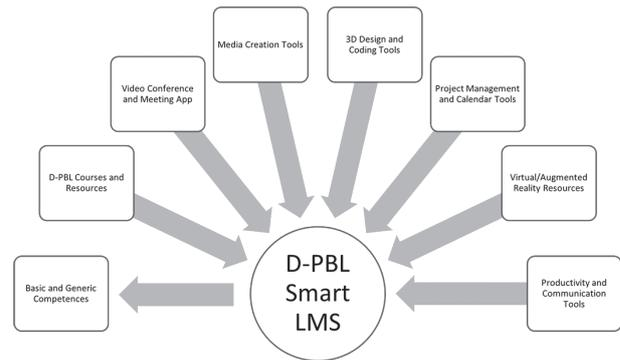 Media Creation Tools
3D Design and
Coding Tools
Video Conference
and Meeting App
Project Management
and Calendar Tools
D-PBL Courses and
Resources
Virtual/Augmented
Reality Resources
D-PBL
Smart
LMS
Basic and Generic
Competences
Productivity and
Communication
Tools